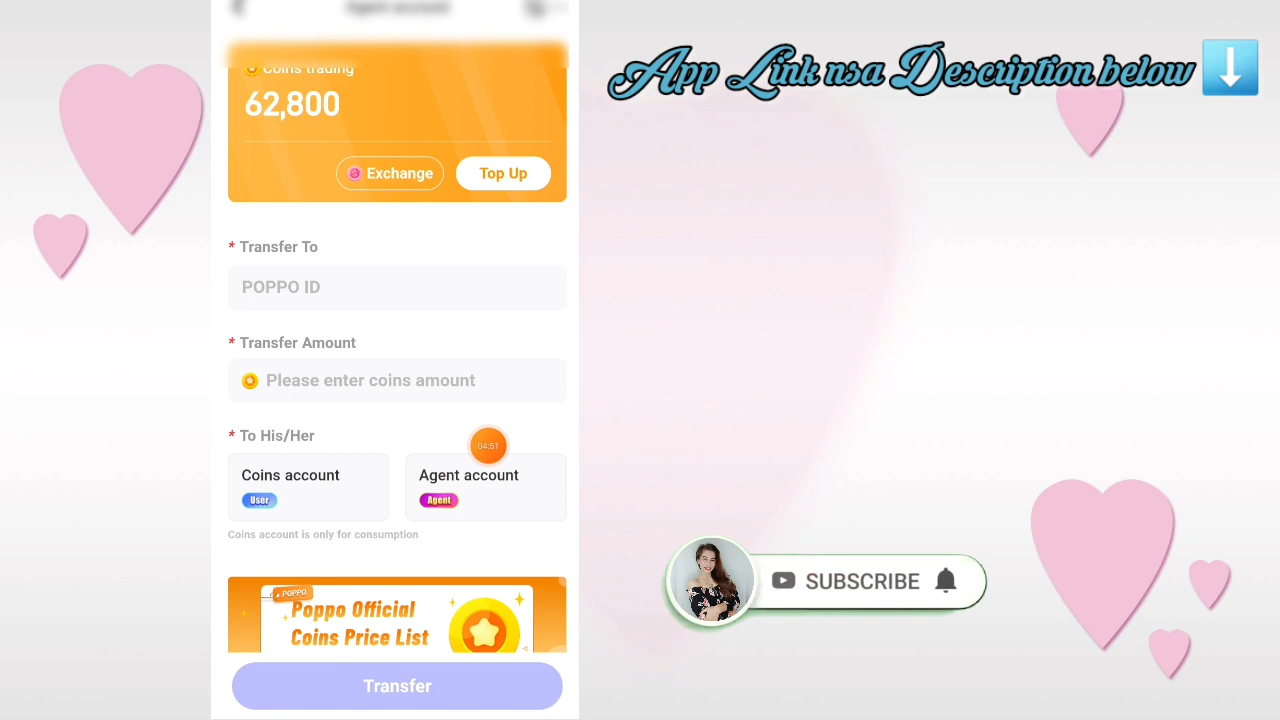 Agent account
Coins trading
62,800
Exchange
Top Up
* Transfer To
POPPO ID
* Transfer Amount
Please enter coins amount
* To His/Her
04:51
Coins account
User
Agent account
Agent
Coins account is only for consumption
POPPO
Poppo Official
Coins Price List
Transfer
App Link nsa Description below
SUBSCRIBE